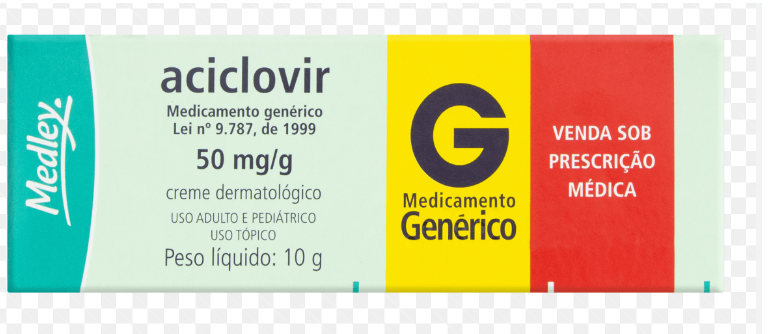 Medley.
aciclovir
Medicamento genérico
Lei nº 9.787, de 1999
50 mg/g
creme dermatológico
USO ADULTO E PEDIÁTRICO
USO TÓPICO
Peso líquido: 10 g
G
Medicamento
Genérico
VENDA SOB
PRESCRIÇÃO
MÉDICA